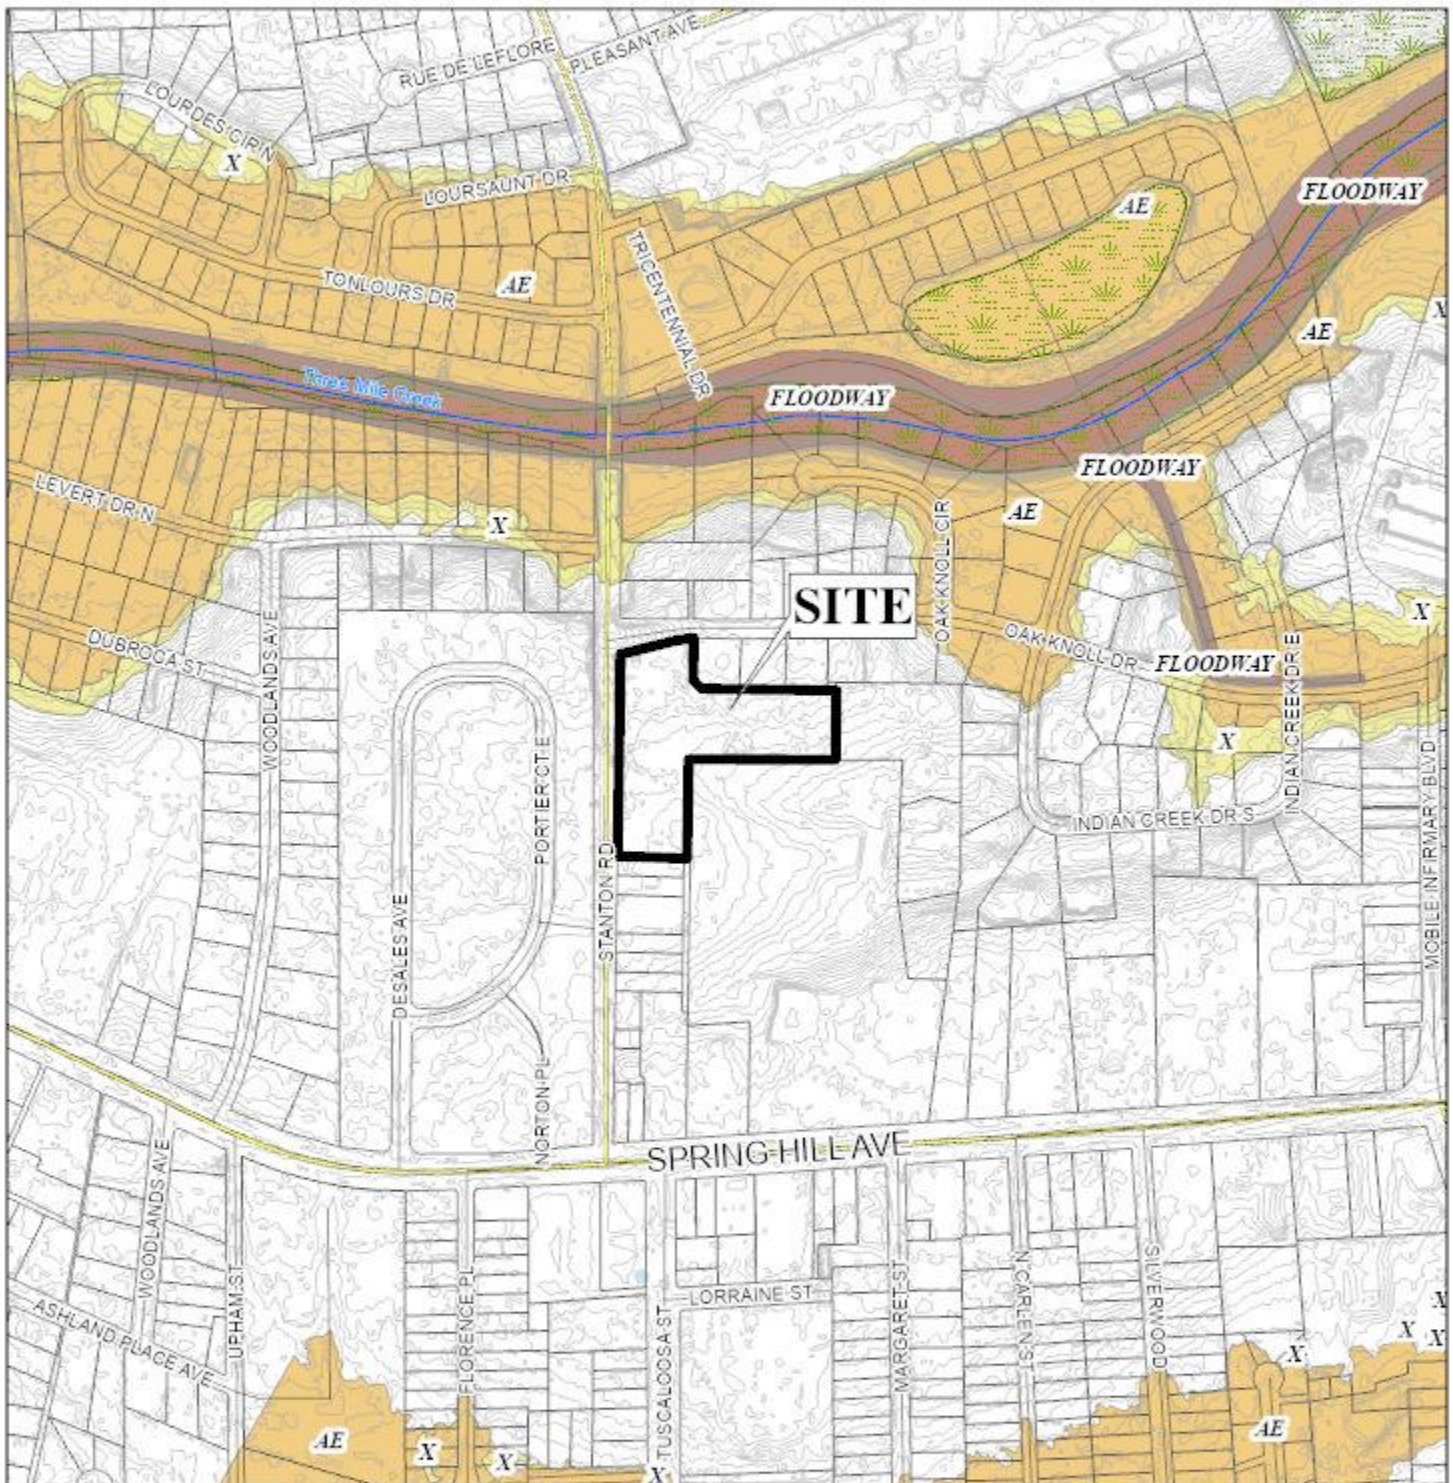 RUE DE LEFLORE
PLEASANT AVE
LOURDES CIR N
X
LOURSAUNT DR
AE
FLOODWAY
TRICENTENNIAL DR
TONLOURS DR
AE
X
AE
Three Mile Creek
FLOODWAY
FLOODWAY
LEVERT DR N
X
AE
OAK KNOLL CIR
SITE
X
WOODLANDS AVE
DUBROCA ST
OAK KNOLL DR
FLOODWAY
INDIAN CREEK DR E
X
PORTIER CT E
STANTON RD
INDIAN CREEK DR S
MOBILE INFIRMARY BLVD
DESALES AVE
NORTON PL
SPRING HILL AVE
WOODLANDS AVE
UPHAM ST
FLORENCE PL
LORRAINE ST
TUSCALOOSA ST
MARGARET ST
N CARLEN ST
SILVERWOOD
ASHLAND PLACE AVE
X
X
X
X
AE
X
X
X
AE